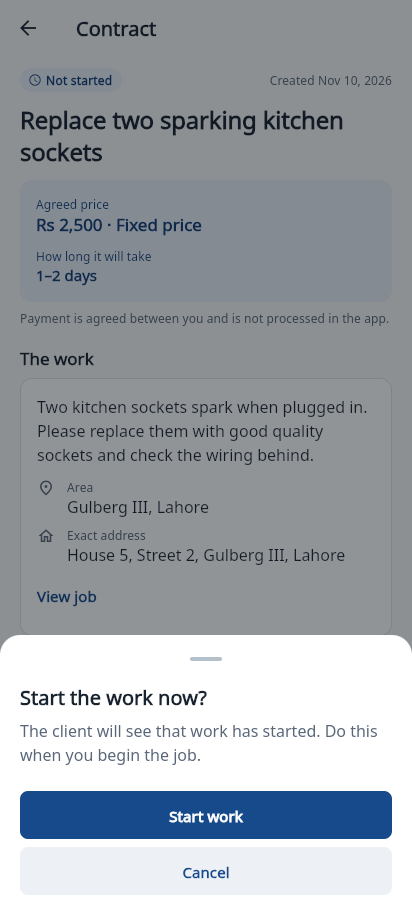 Contract
Not started
Created Nov 10, 2026
Replace two sparking kitchen
sockets
Agreed price
Rs 2,500 · Fixed price
How long it will take
1–2 days
Payment is agreed between you and is not processed in the app.
The work
Two kitchen sockets spark when plugged in.
Please replace them with good quality
sockets and check the wiring behind.
Area
Gulberg III, Lahore
Exact address
House 5, Street 2, Gulberg III, Lahore
View job
Start the work now?
The client will see that work has started. Do this
when you begin the job.
Start work
Cancel